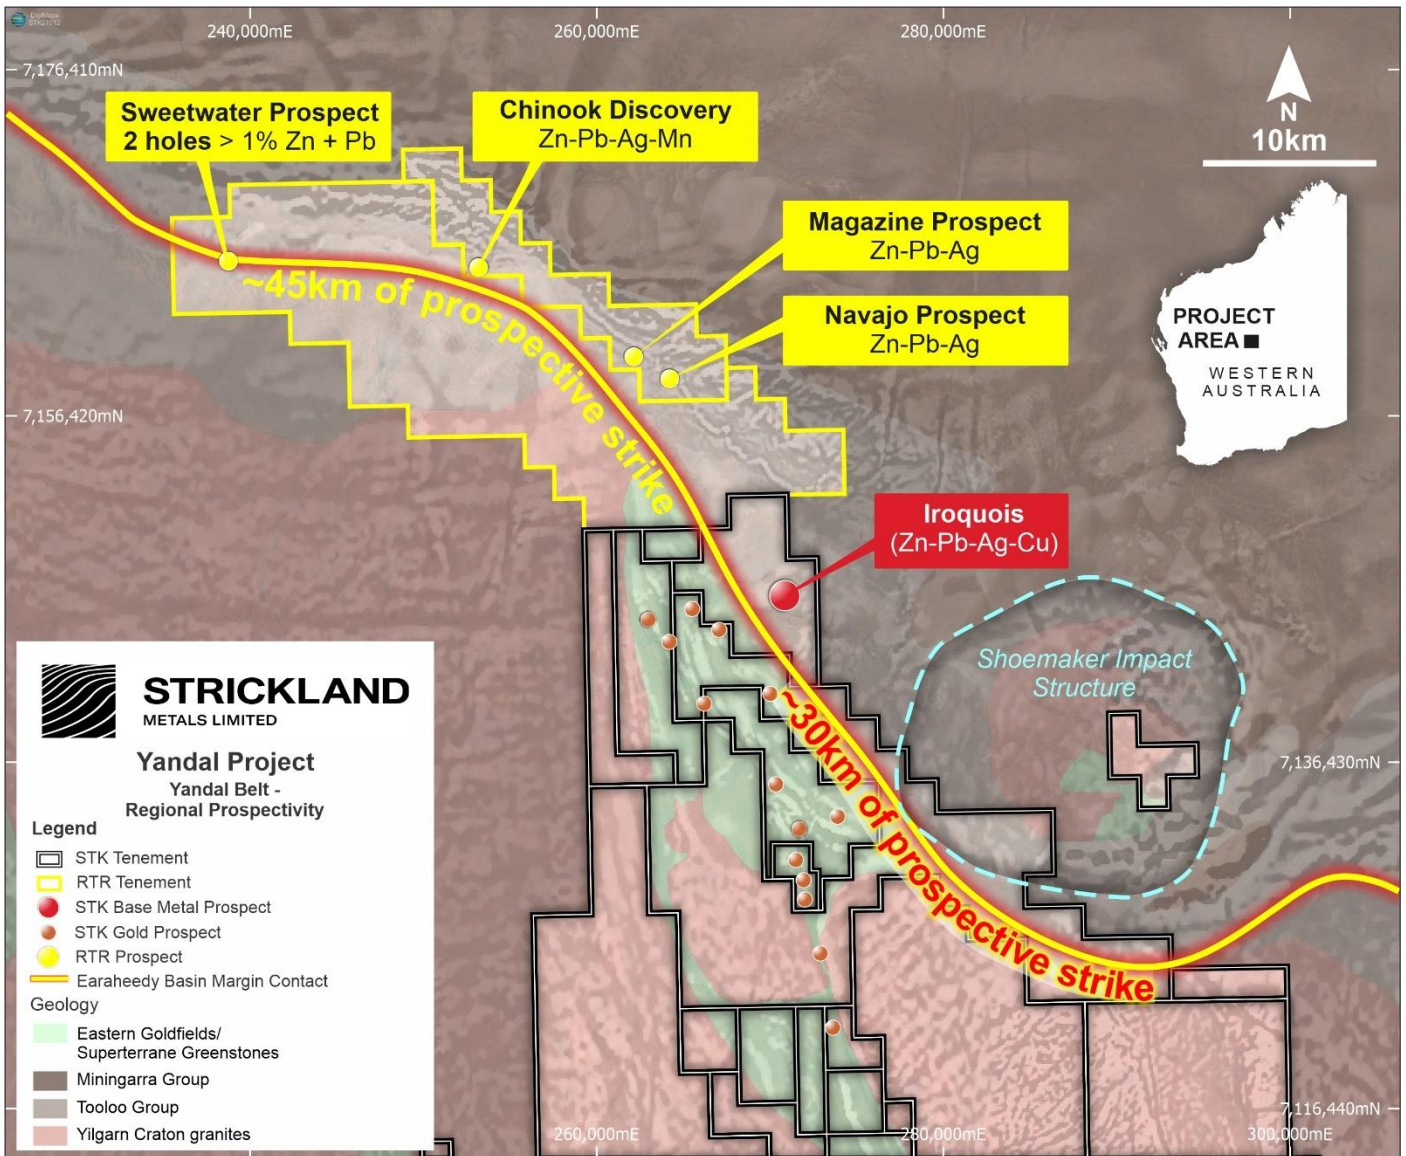 DigiMaps
STK21012
240,000mE
260,000mE
280,000mE
7,176,410mN
Sweetwater Prospect
2 holes > 1% Zn + Pb
Chinook Discovery
Zn-Pb-Ag-Mn
N
10km
Magazine Prospect
Zn-Pb-Ag
Navajo Prospect
Zn-Pb-Ag
PROJECT
AREA
WESTERN
AUSTRALIA
~45km of prospective strike
7,156,420mN
Iroquois
(Zn-Pb-Ag-Cu)
Shoemaker Impact
Structure
~30km of prospective strike
7,136,430mN
STRICKLAND
METALS LIMITED
Yandal Project
Yandal Belt -
Regional Prospectivity
Legend
STK Tenement
RTR Tenement
STK Base Metal Prospect
STK Gold Prospect
RTR Prospect
Earaheedy Basin Margin Contact
Geology
Eastern Goldfields/
Superterrane Greenstones
Miningarra Group
Tooloo Group
Yilgarn Craton granites
7,116,440mN
260,000mE
280,000mE
300,000mE